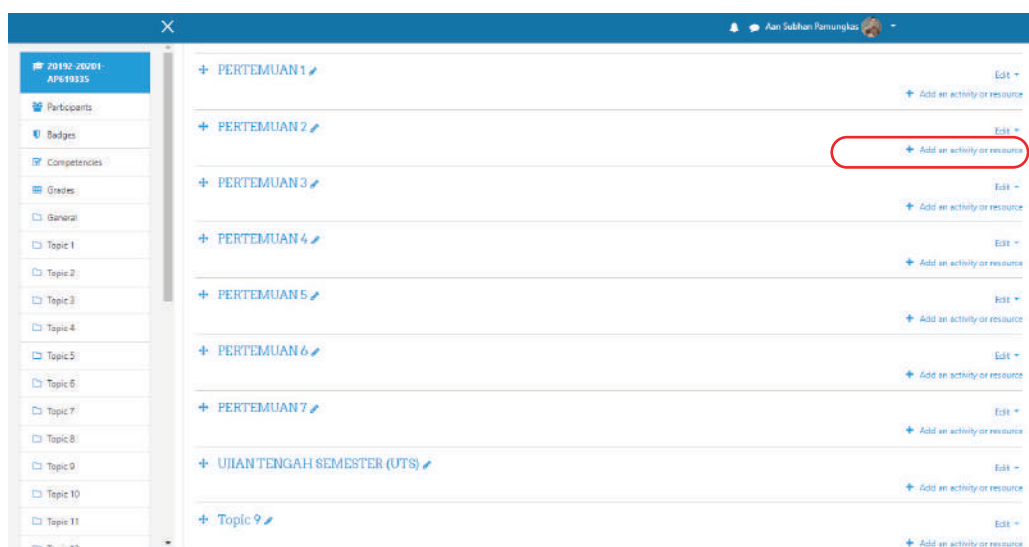 Aan Subhan Pamungkas
20192-20201-
AP619335
Participants
Badges
Competencies
Grades
General
Topic 1
Topic 2
Topic 3
Topic 4
Topic 5
Topic 6
Topic 7
Topic 8
Topic 9
Topic 10
Topic 11
PERTEMUAN 1
Edit
Add an activity or resource
PERTEMUAN 2
Edit
Add an activity or resource
PERTEMUAN 3
Edit
Add an activity or resource
PERTEMUAN 4
Edit
Add an activity or resource
PERTEMUAN 5
Edit
Add an activity or resource
PERTEMUAN 6
Edit
Add an activity or resource
PERTEMUAN 7
Edit
Add an activity or resource
UJIAN TENGAH SEMESTER (UTS)
Edit
Add an activity or resource
Topic 9
Edit
Add an activity or resource